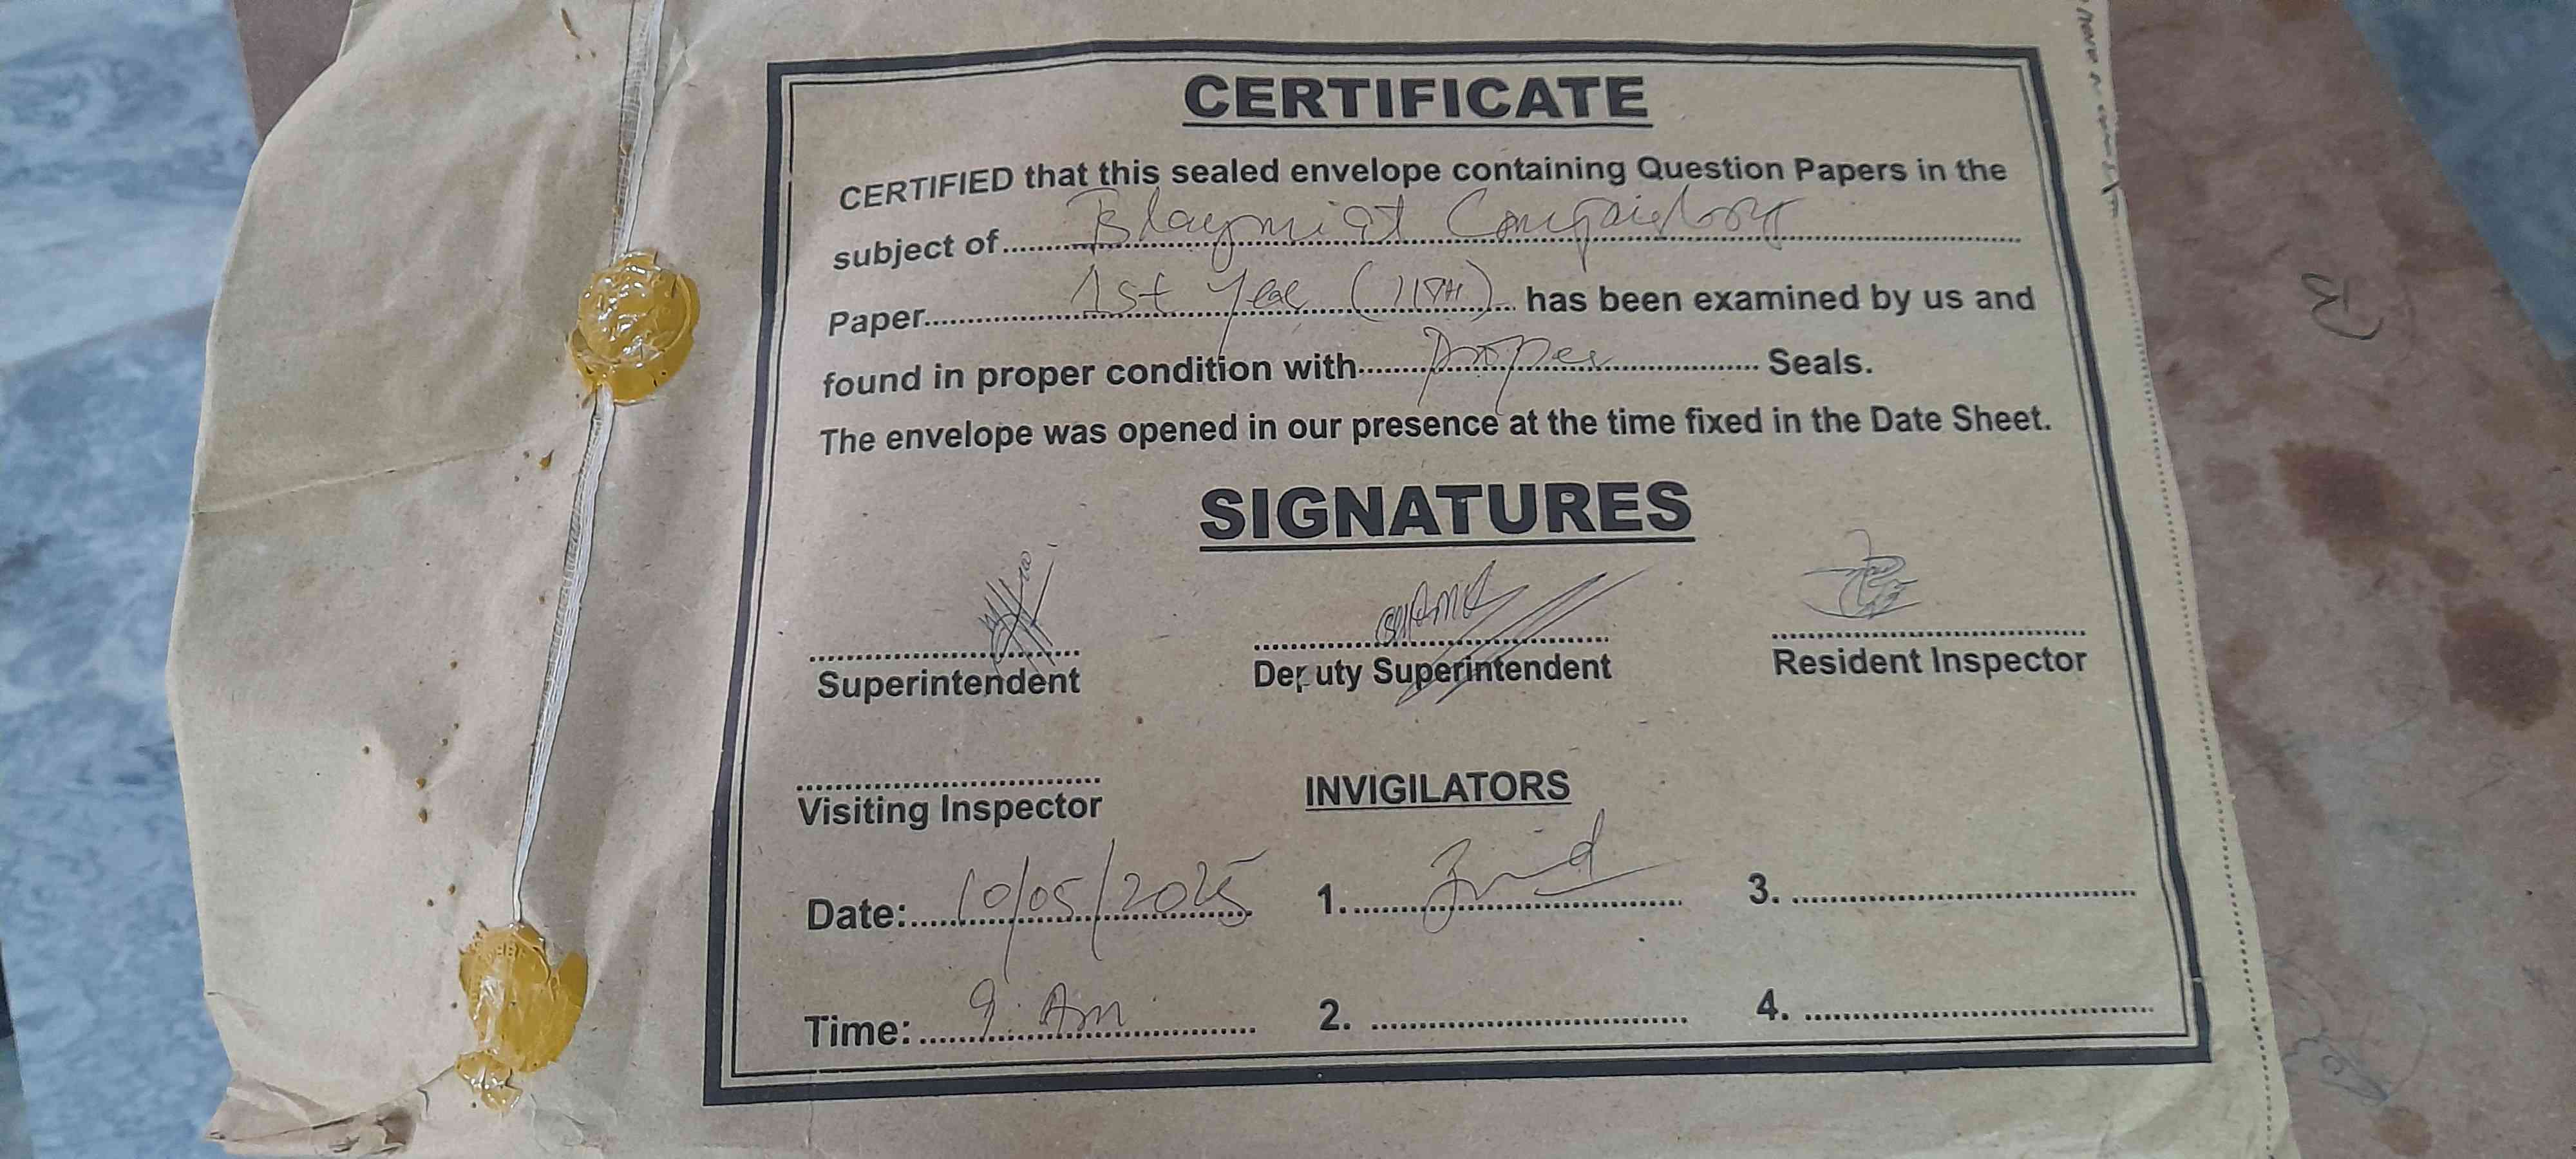 CERTIFICATE
CERTIFIED that this sealed envelope containing Question Papers in the
subject of
Paper 1st Year (11TH) has been examined by us and
found in proper condition with Proper Seals.
The envelope was opened in our presence at the time fixed in the Date Sheet.
SIGNATURES
Superintendent Deputy Superintendent Resident Inspector
Visiting Inspector INVIGILATORS
Date: 10/05/2025 1. 3.
Time: 9: Am 2. 4.